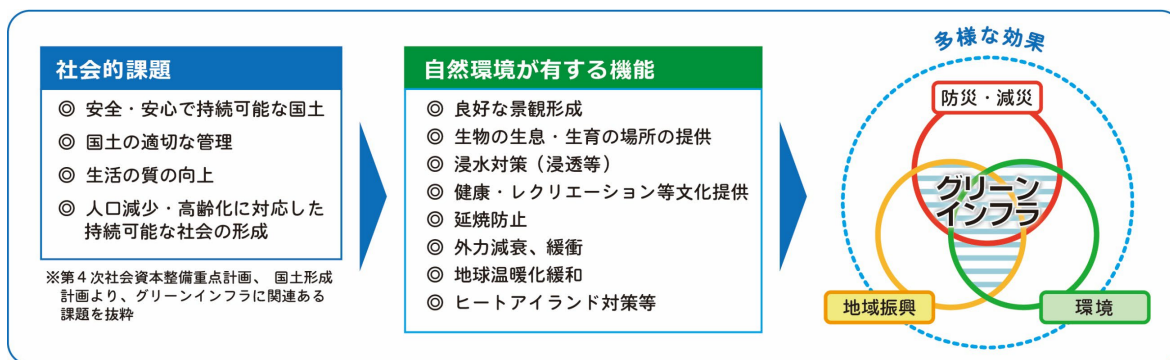 社会的課題
◎ 安全・安心で持続可能な国土
◎ 国土の適切な管理
◎ 生活の質の向上
◎ 人口減少・高齢化に対応した
持続可能な社会の形成
※第4次社会資本整備重点計画、 国土形成
計画より、グリーンインフラに関連ある
課題を抜粋
自然環境が有する機能
◎ 良好な景観形成
◎ 生物の生息・生育の場所の提供
◎ 浸水対策（浸透等）
◎ 健康・レクリエーション等文化提供
◎ 延焼防止
◎ 外力減衰、緩衝
◎ 地球温暖化緩和
◎ ヒートアイランド対策等
多様な効果
防災・減災
グリーン
インフラ
地域振興
環境